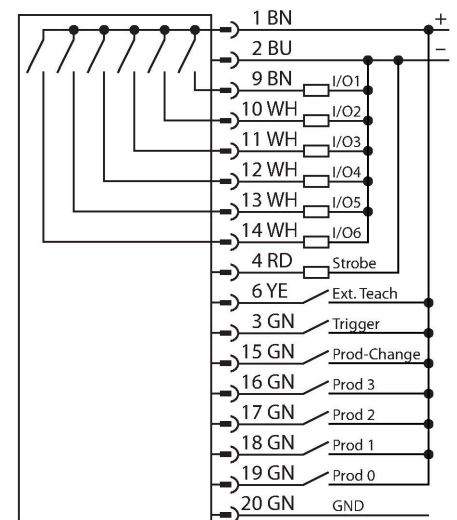 1 BN +
2 BU −
9 BN I/O1
10 WH I/O2
11 WH I/O3
12 WH I/O4
13 WH I/O5
14 WH I/O6
4 RD Strobe
6 YE Ext. Teach
3 GN Trigger
15 GN Prod-Change
16 GN Prod 3
17 GN Prod 2
18 GN Prod 1
19 GN Prod 0
20 GN GND